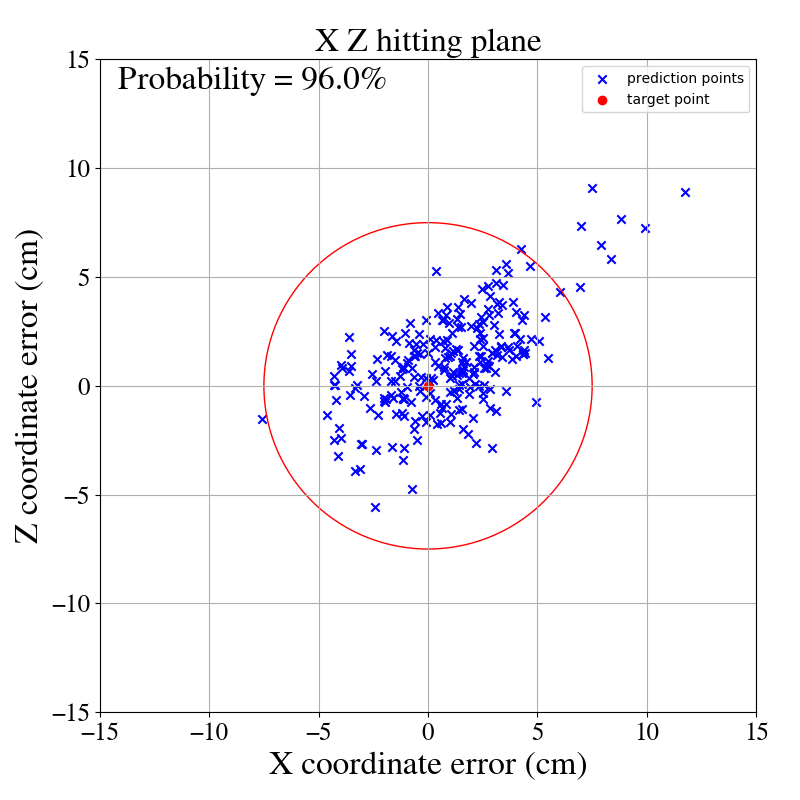 X Z hitting plane
Probability = 96.0%
prediction points
target point
15
10
5
0
−5
−10
−15
Z coordinate error (cm)
−15 −10 −5 0 5 10 15
X coordinate error (cm)